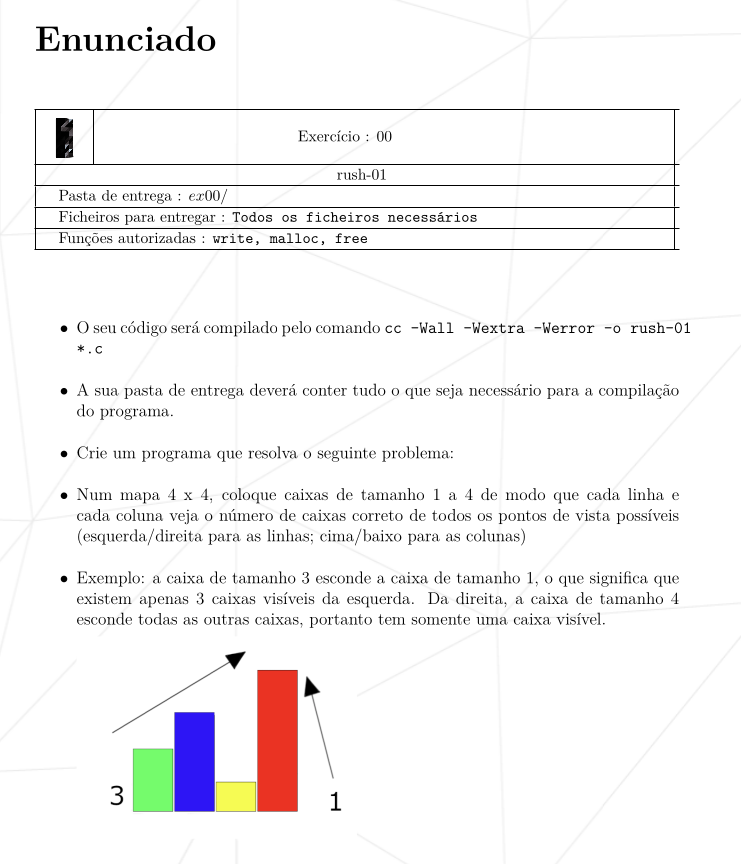 Enunciado
Exercício : 00
rush-01
Pasta de entrega : ex00/
Ficheiros para entregar : Todos os ficheiros necessários
Funções autorizadas : write, malloc, free
• O seu código será compilado pelo comando cc -Wall -Wextra -Werror -o rush-01
*.c
• A sua pasta de entrega deverá conter tudo o que seja necessário para a compilação
do programa.
• Crie um programa que resolva o seguinte problema:
• Num mapa 4 x 4, coloque caixas de tamanho 1 a 4 de modo que cada linha e
cada coluna veja o número de caixas correto de todos os pontos de vista possíveis
(esquerda/direita para as linhas; cima/baixo para as colunas)
• Exemplo: a caixa de tamanho 3 esconde a caixa de tamanho 1, o que significa que
existem apenas 3 caixas visíveis da esquerda. Da direita, a caixa de tamanho 4
esconde todas as outras caixas, portanto tem somente uma caixa visível.
3
1